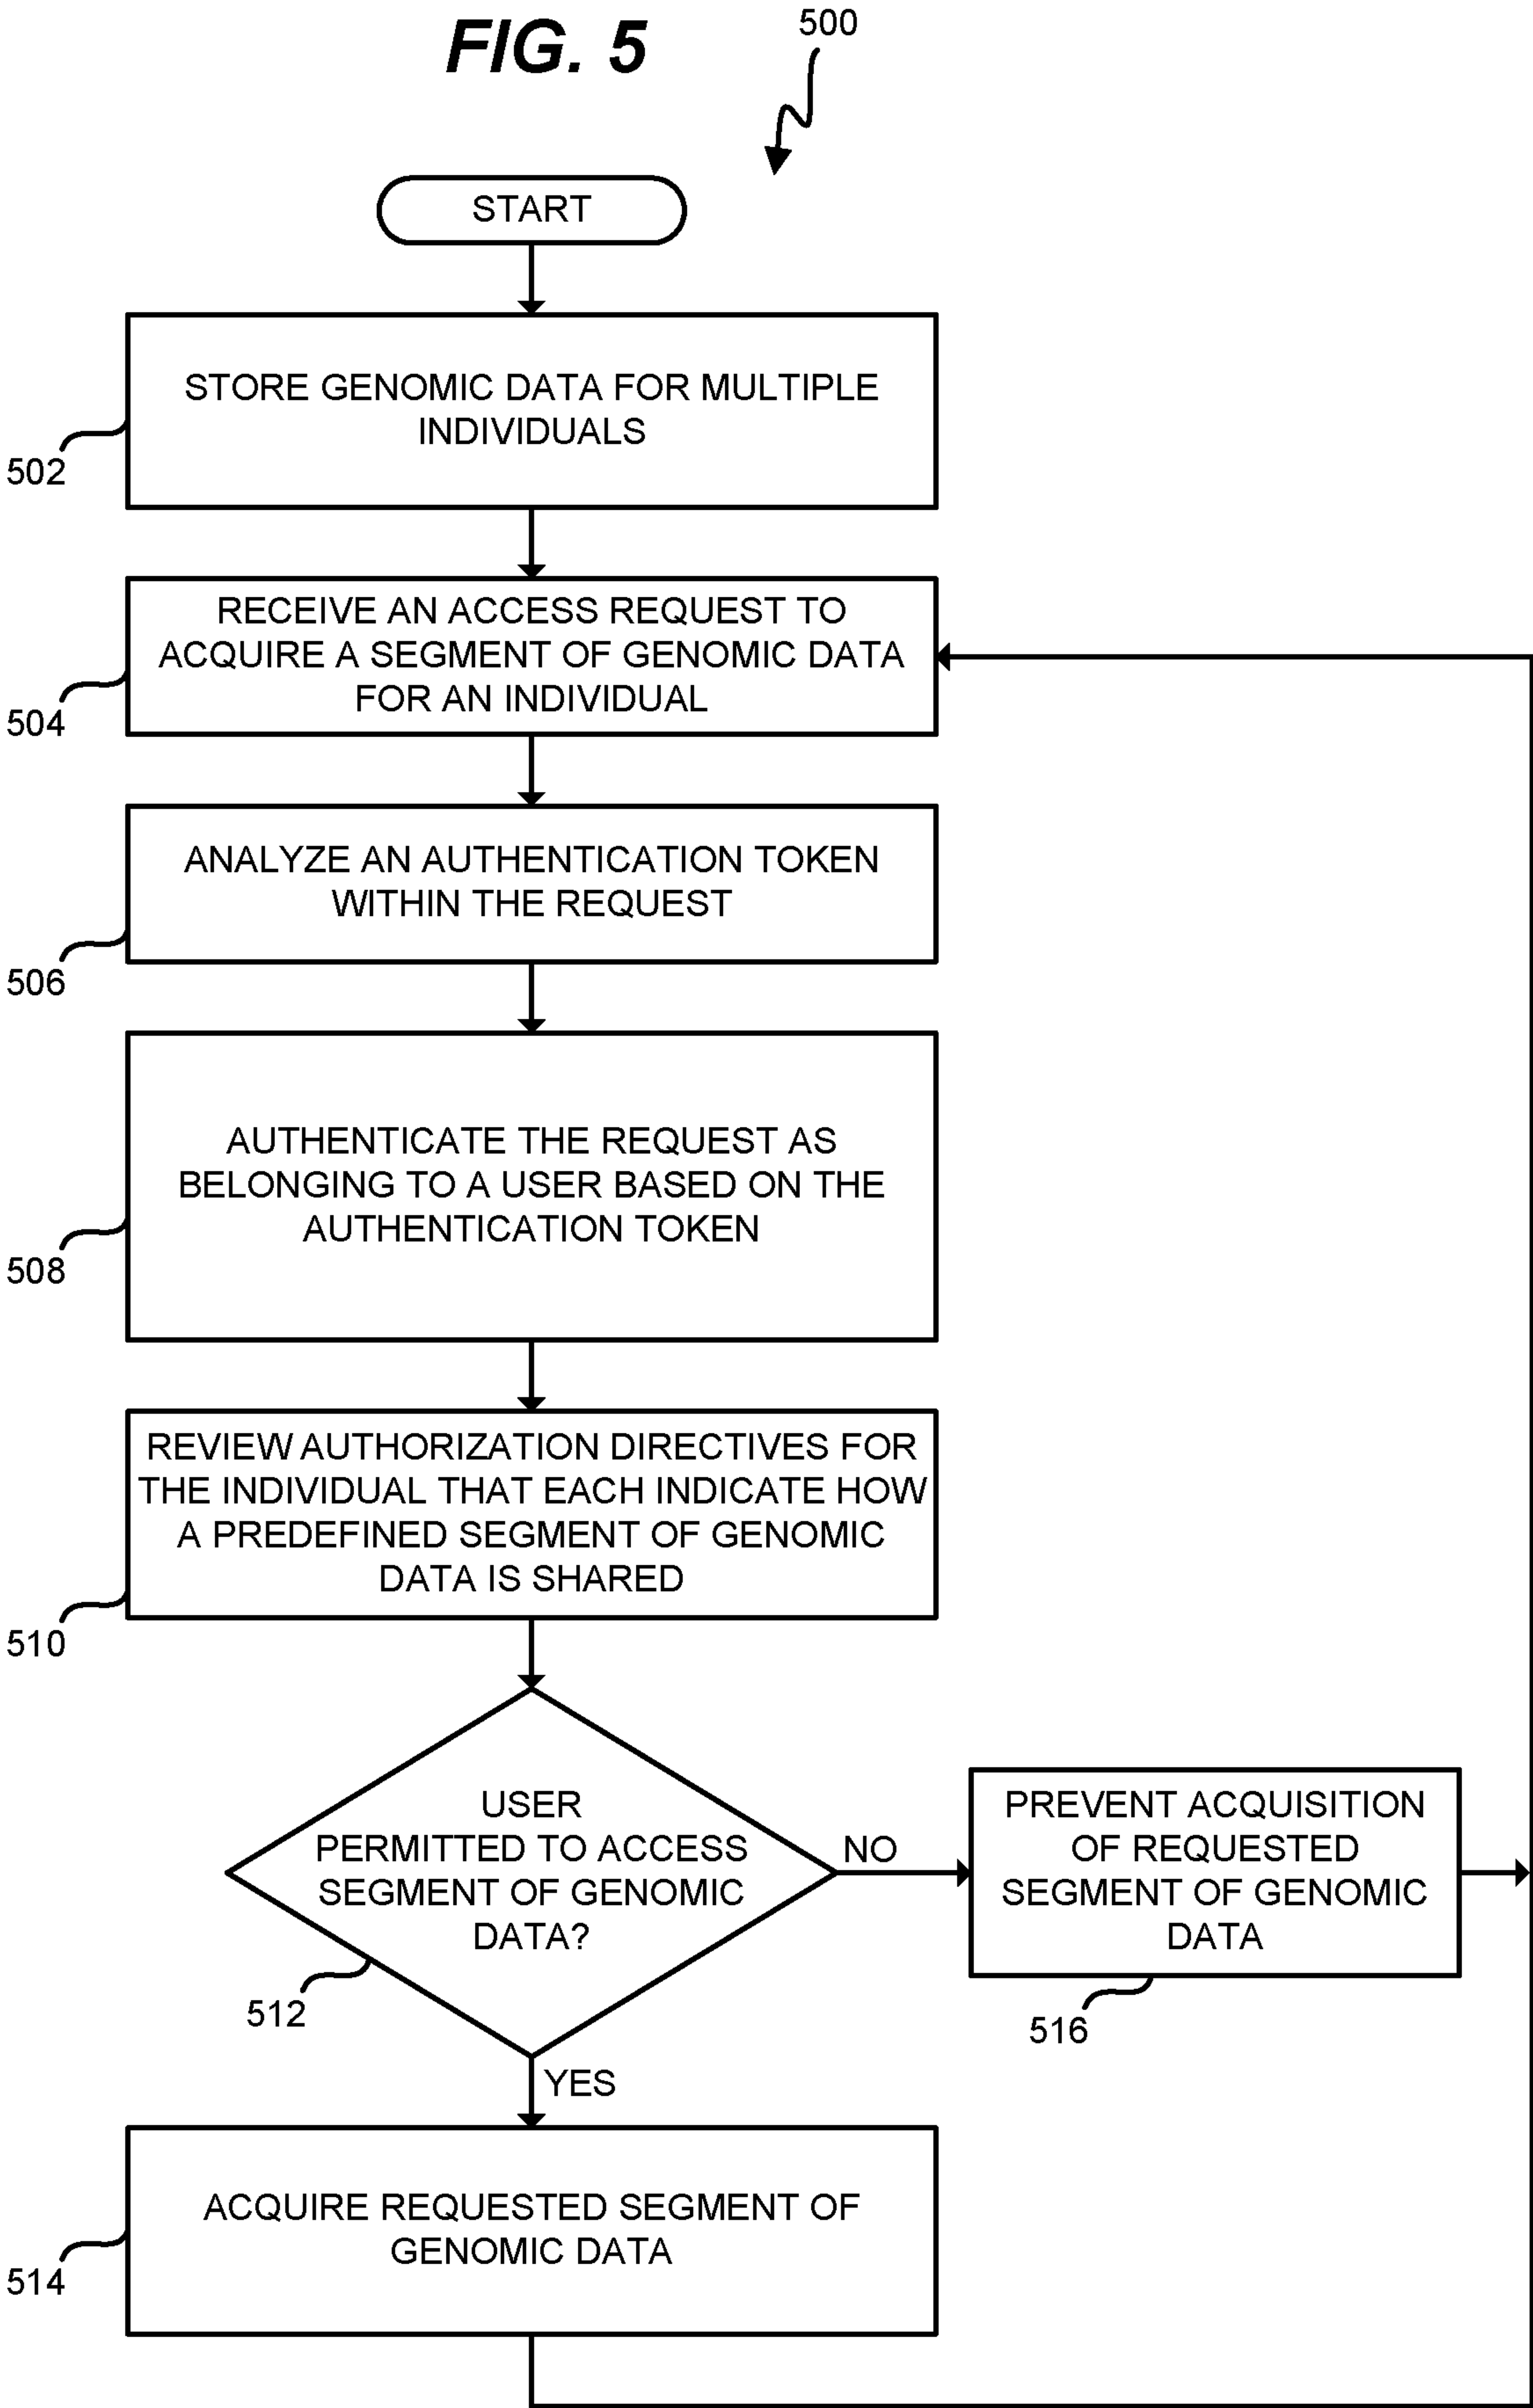 FIG. 5
500
START
STORE GENOMIC DATA FOR MULTIPLE
INDIVIDUALS
502
RECEIVE AN ACCESS REQUEST TO
ACQUIRE A SEGMENT OF GENOMIC DATA
FOR AN INDIVIDUAL
504
ANALYZE AN AUTHENTICATION TOKEN
WITHIN THE REQUEST
506
AUTHENTICATE THE REQUEST AS
BELONGING TO A USER BASED ON THE
AUTHENTICATION TOKEN
508
REVIEW AUTHORIZATION DIRECTIVES FOR
THE INDIVIDUAL THAT EACH INDICATE HOW
A PREDEFINED SEGMENT OF GENOMIC
DATA IS SHARED
510
USER
PERMITTED TO ACCESS
SEGMENT OF GENOMIC
DATA?
512
NO
PREVENT ACQUISITION
OF REQUESTED
SEGMENT OF GENOMIC
DATA
516
YES
ACQUIRE REQUESTED SEGMENT OF
GENOMIC DATA
514